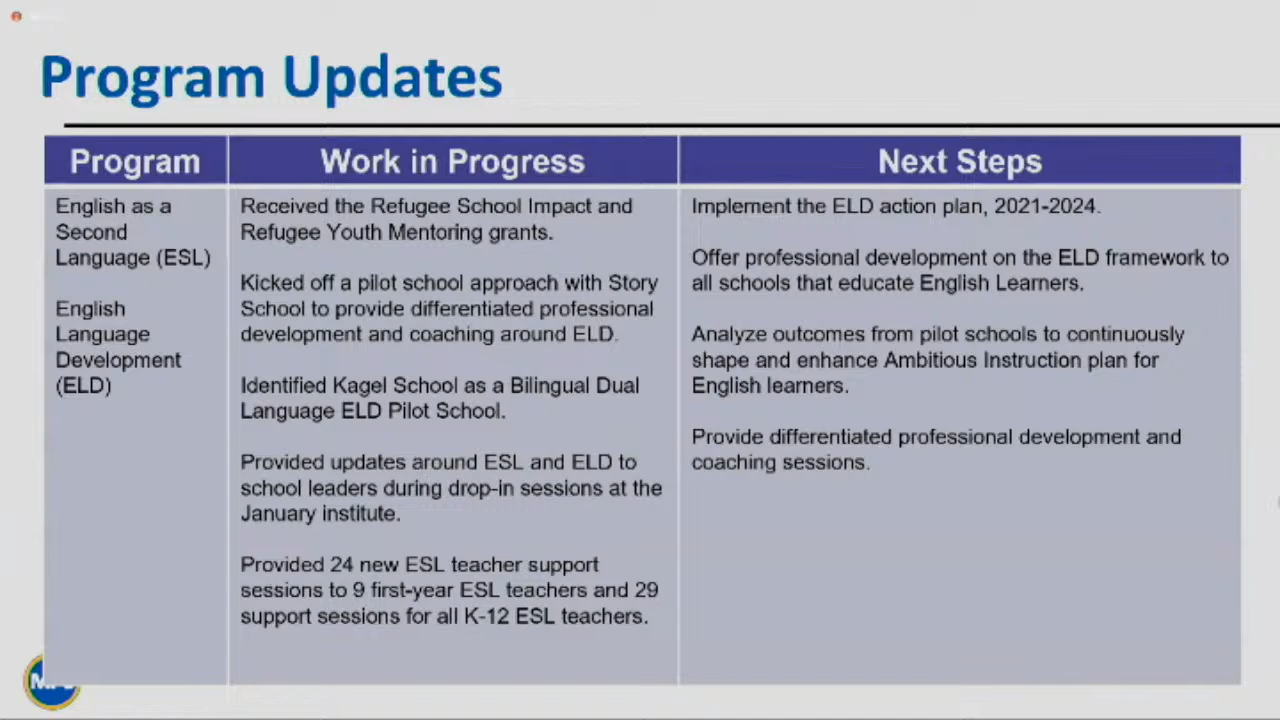 Program Updates
Program
Work in Progress
Next Steps
English as a
Second
Language (ESL)
English
Language
Development
(ELD)
Received the Refugee School Impact and
Refugee Youth Mentoring grants.
Kicked off a pilot school approach with Story
School to provide differentiated professional
development and coaching around ELD.
Identified Kagel School as a Bilingual Dual
Language ELD Pilot School.
Provided updates around ESL and ELD to
school leaders during drop-in sessions at the
January institute.
Provided 24 new ESL teacher support
sessions to 9 first-year ESL teachers and 29
support sessions for all K-12 ESL teachers.
Implement the ELD action plan, 2021-2024.
Offer professional development on the ELD framework to
all schools that educate English Learners.
Analyze outcomes from pilot schools to continuously
shape and enhance Ambitious Instruction plan for
English learners.
Provide differentiated professional development and
coaching sessions.